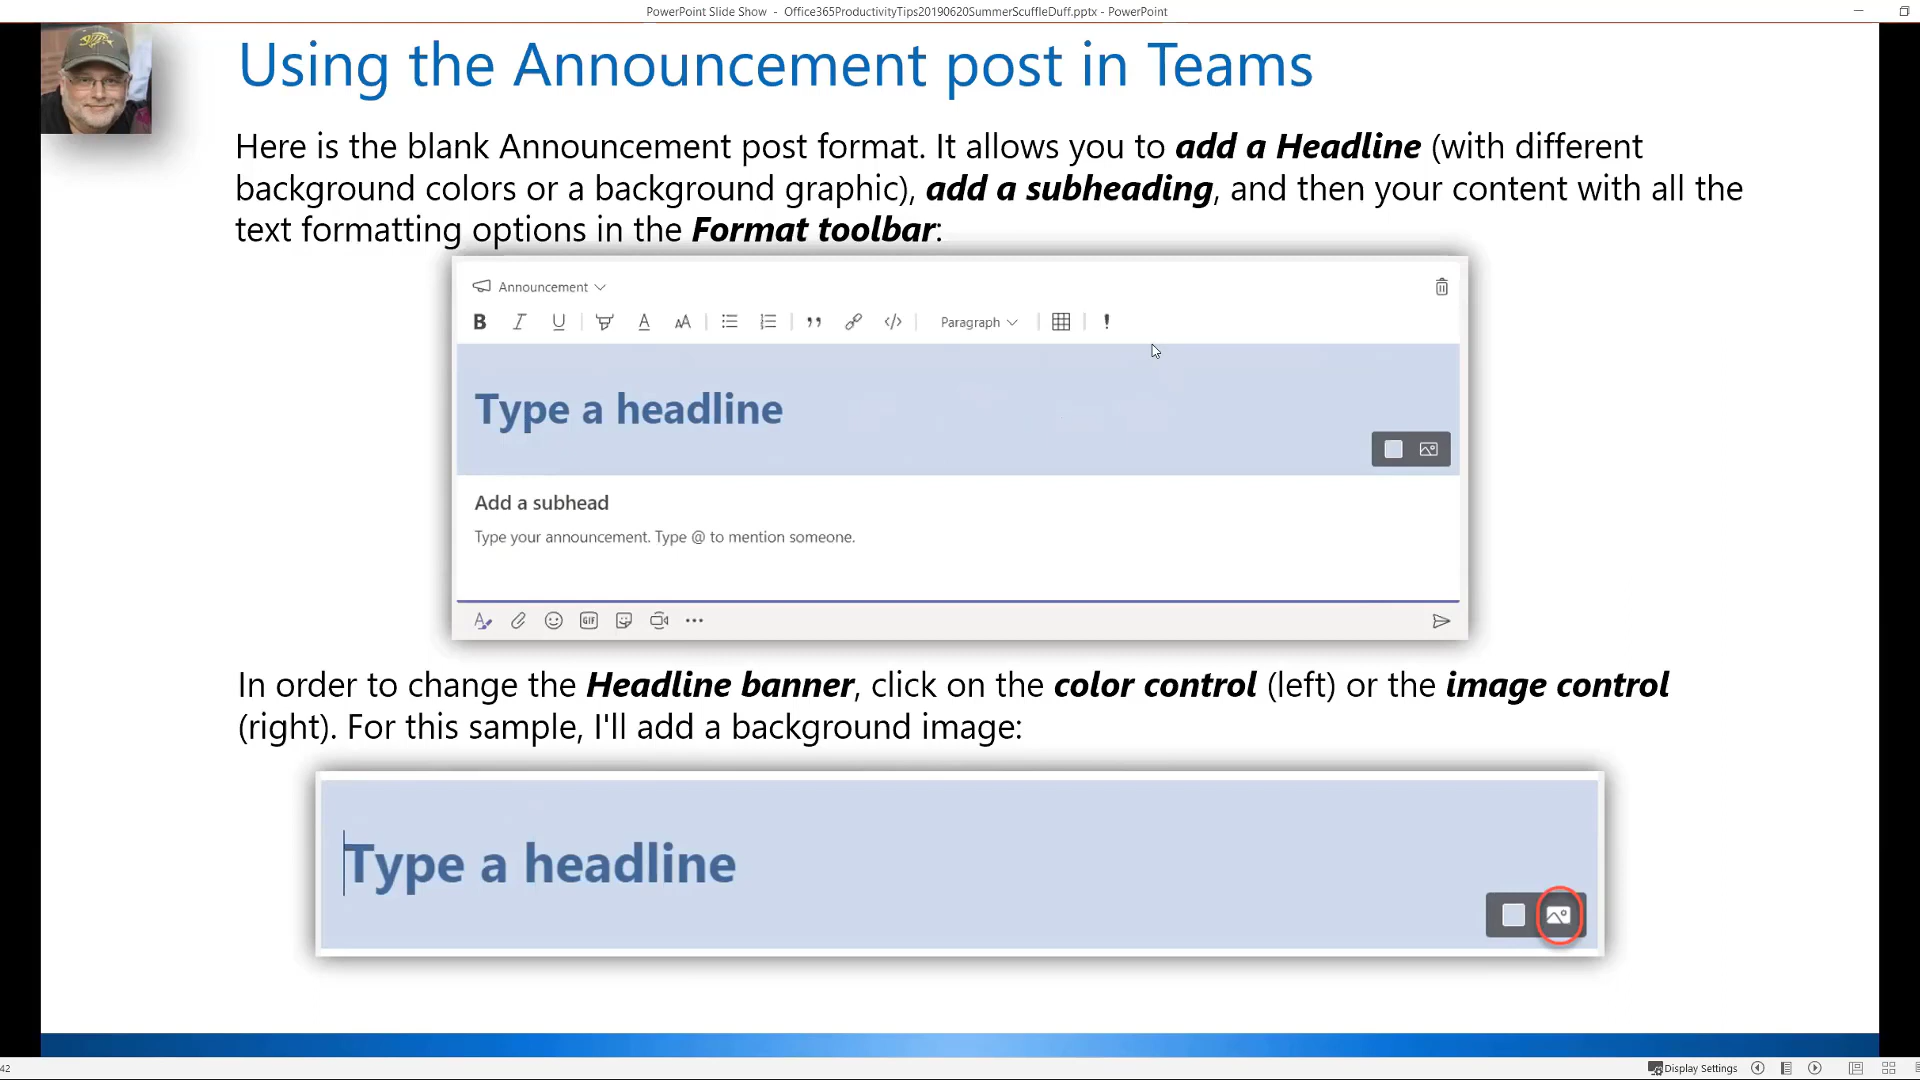 PowerPoint Slide Show - Office365ProductivityTips20190620SummerScuffleDuff.pptx - PowerPoint
Using the Announcement post in Teams
Here is the blank Announcement post format. It allows you to add a Headline (with different
background colors or a background graphic), add a subheading, and then your content with all the
text formatting options in the Format toolbar:
Announcement
B I U A AA </> Paragraph !
Type a headline
Add a subhead
Type your announcement. Type @ to mention someone.
GIF
In order to change the Headline banner, click on the color control (left) or the image control
(right). For this sample, I'll add a background image:
Type a headline
42 Display Settings